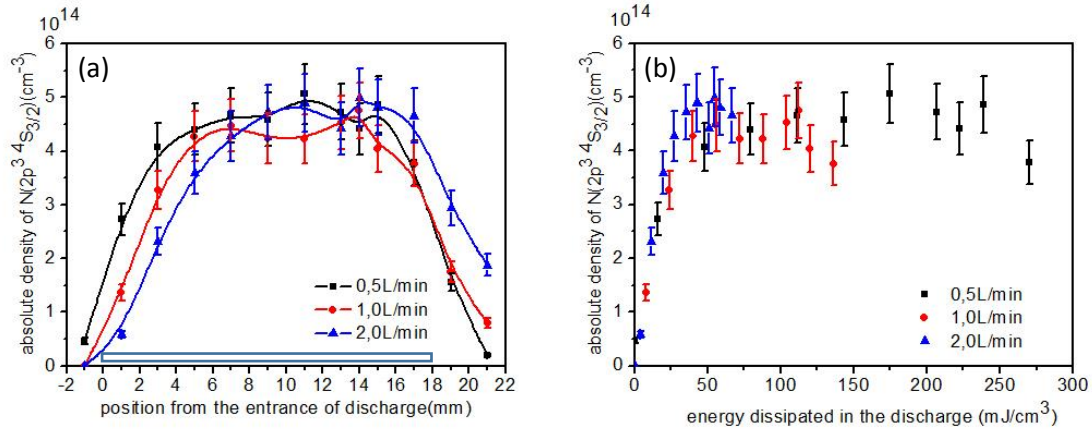 10^14
6
5
4
3
2
1
0
absolute density of N(2p^3 4S_3/2)(cm^-3)
(a)
0,5L/min
1,0L/min
2,0L/min
-2 0 2 4 6 8 10 12 14 16 18 20 22
position from the entrance of discharge(mm)
10^14
6
5
4
3
2
1
0
absolute density of N(2p^3 4S_3/2)(cm^-3)
(b)
0,5L/min
1,0L/min
2,0L/min
0 50 100 150 200 250 300
energy dissipated in the discharge (mJ/cm^3)